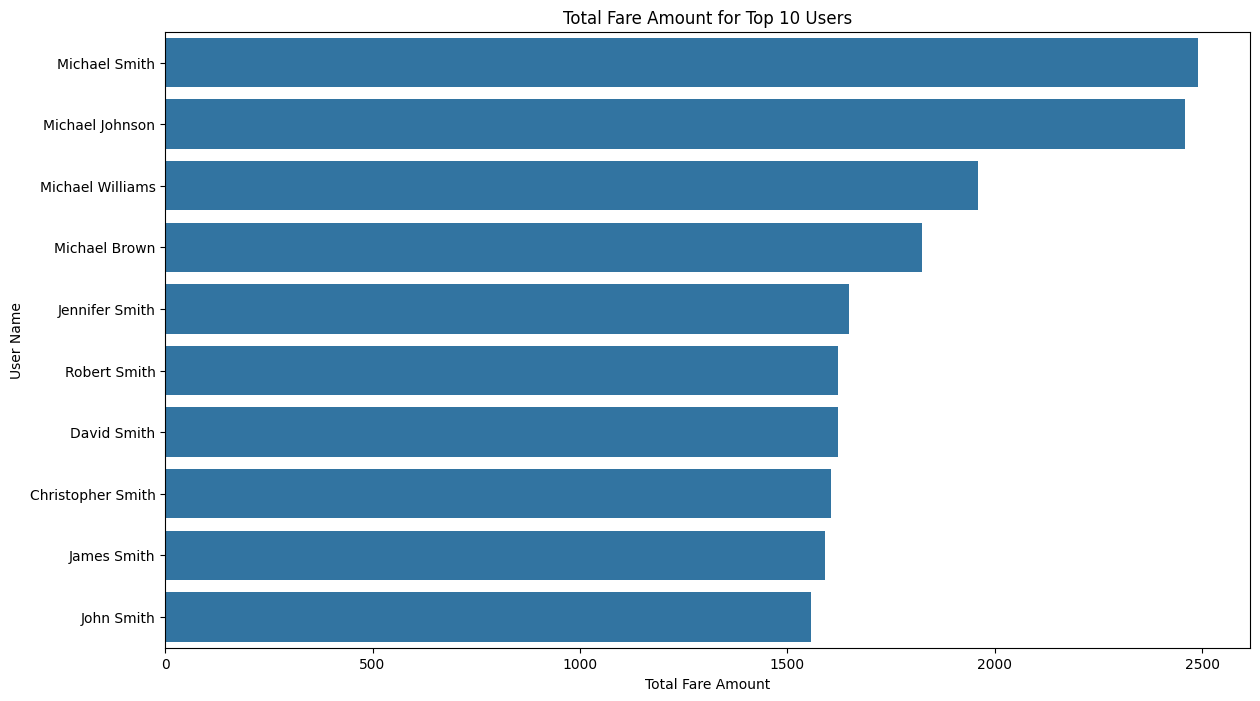 Total Fare Amount for Top 10 Users
User Name
Michael Smith
Michael Johnson
Michael Williams
Michael Brown
Jennifer Smith
Robert Smith
David Smith
Christopher Smith
James Smith
John Smith
0 500 1000 1500 2000 2500
Total Fare Amount